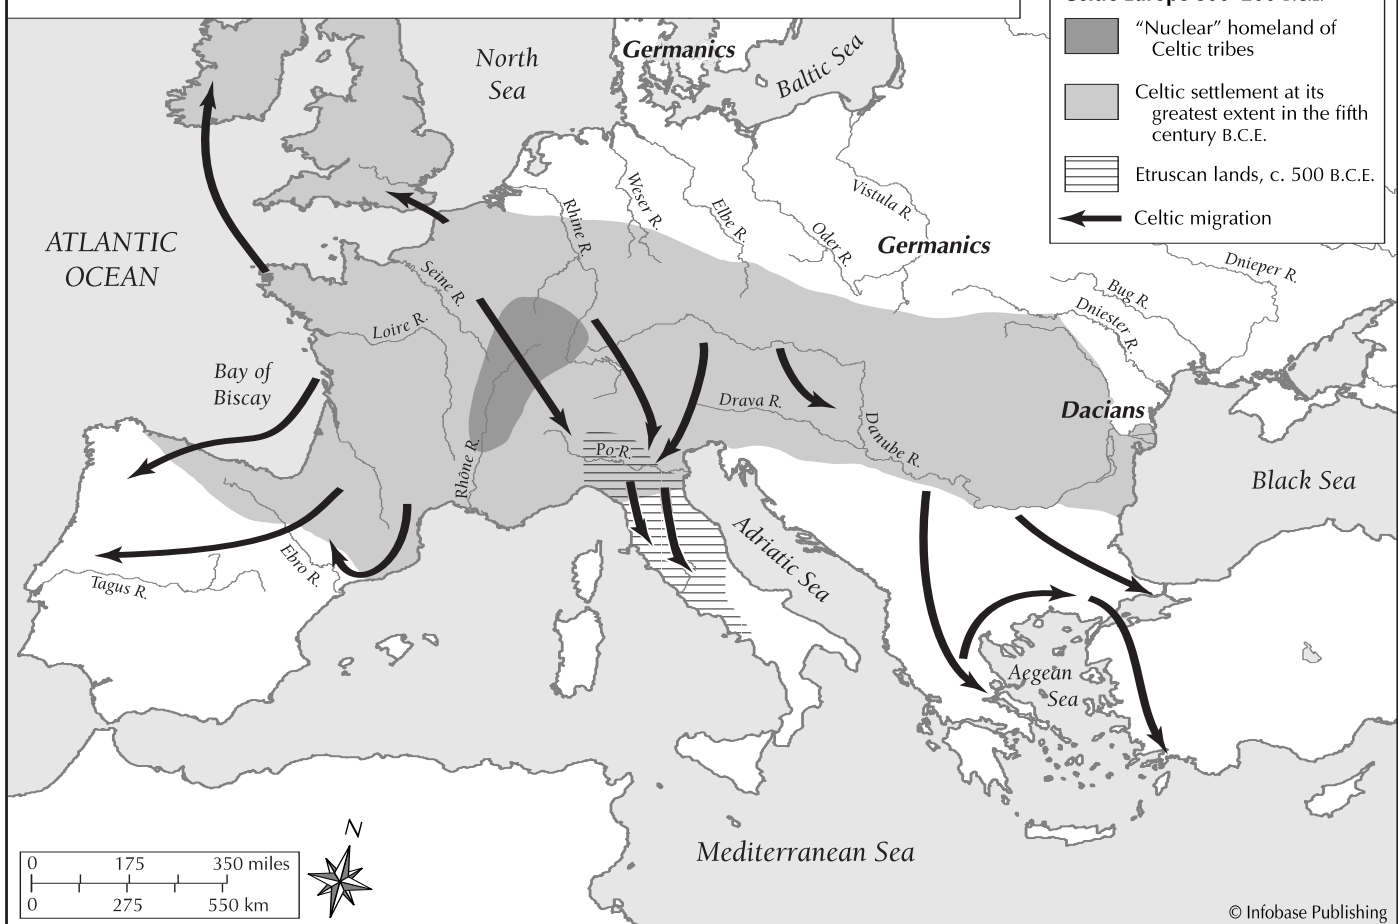 "Nuclear" homeland of
Celtic tribes
Celtic settlement at its
greatest extent in the fifth
century B.C.E.
Etruscan lands, c. 500 B.C.E.
Celtic migration
North
Sea
Germanics
Baltic Sea
Vistula R.
Weser R.
Elbe R.
Rhine R.
Oder R.
Germanics
ATLANTIC
OCEAN
Dnieper R.
Bug R.
Dniester R.
Seine R.
Loire R.
Bay of
Biscay
Drava R.
Danube R.
Dacians
Po R.
Rhône R.
Black Sea
Adriatic Sea
Ebro R.
Tagus R.
Aegean
Sea
Mediterranean Sea
N
0 175 350 miles
0 275 550 km
© Infobase Publishing